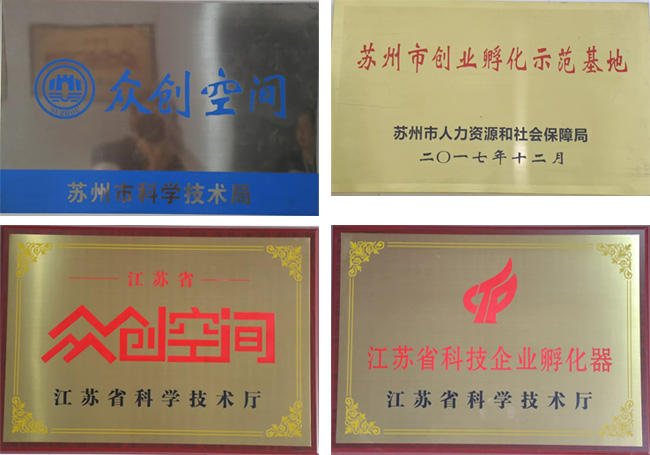 众创空间
苏州市科学技术局
苏州市创业孵化示范基地
苏州市人力资源和社会保障局
二〇一七年十二月
江苏省
众创空间
江苏省科学技术厅
江苏省科技企业孵化器
江苏省科学技术厅